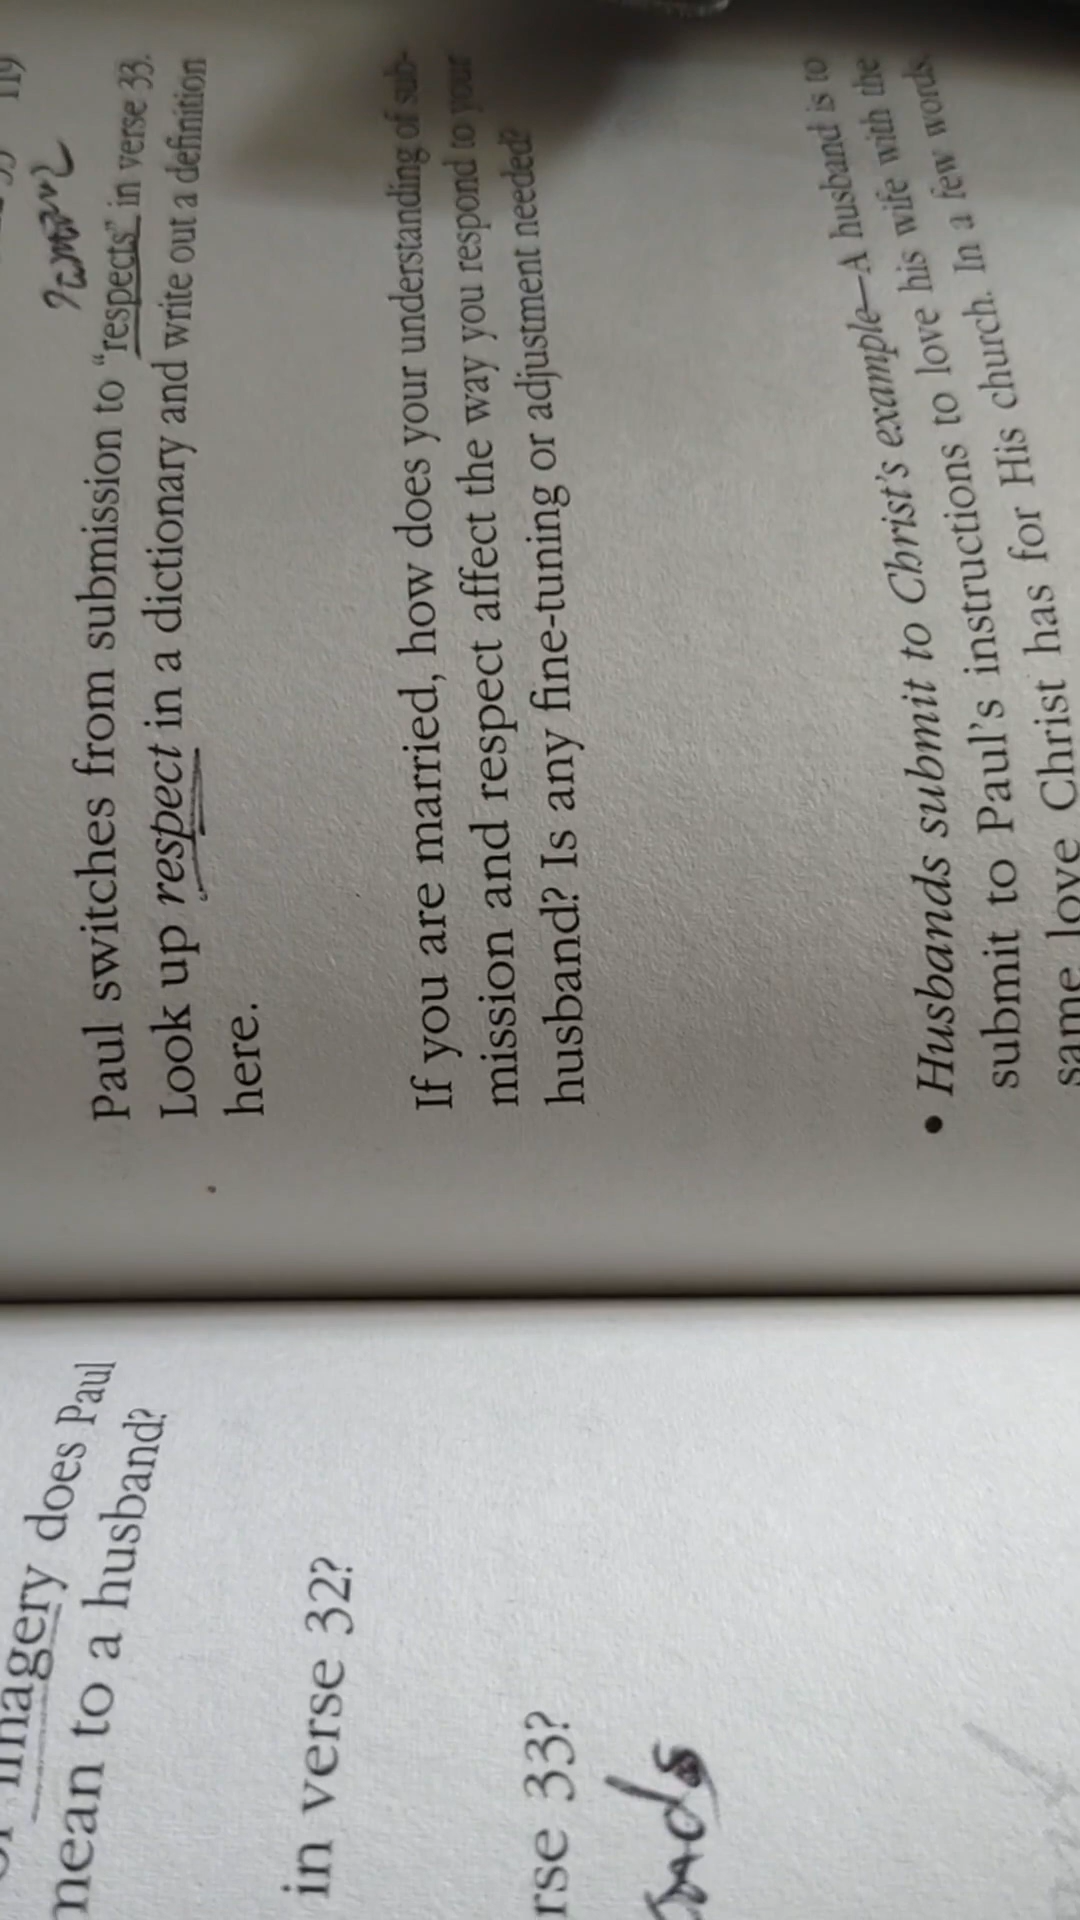 119
Paul switches from submission to “respects” in verse 33.
Look up respect in a dictionary and write out a definition
here.
If you are married, how does your understanding of sub-
mission and respect affect the way you respond to your
husband? Is any fine-tuning or adjustment needed?
• Husbands submit to Christ’s example—A husband is to
submit to Paul’s instructions to love his wife with the
same love Christ has for His church. In a few words,
imagery does Paul
mean to a husband?
in verse 32?
rse 33?